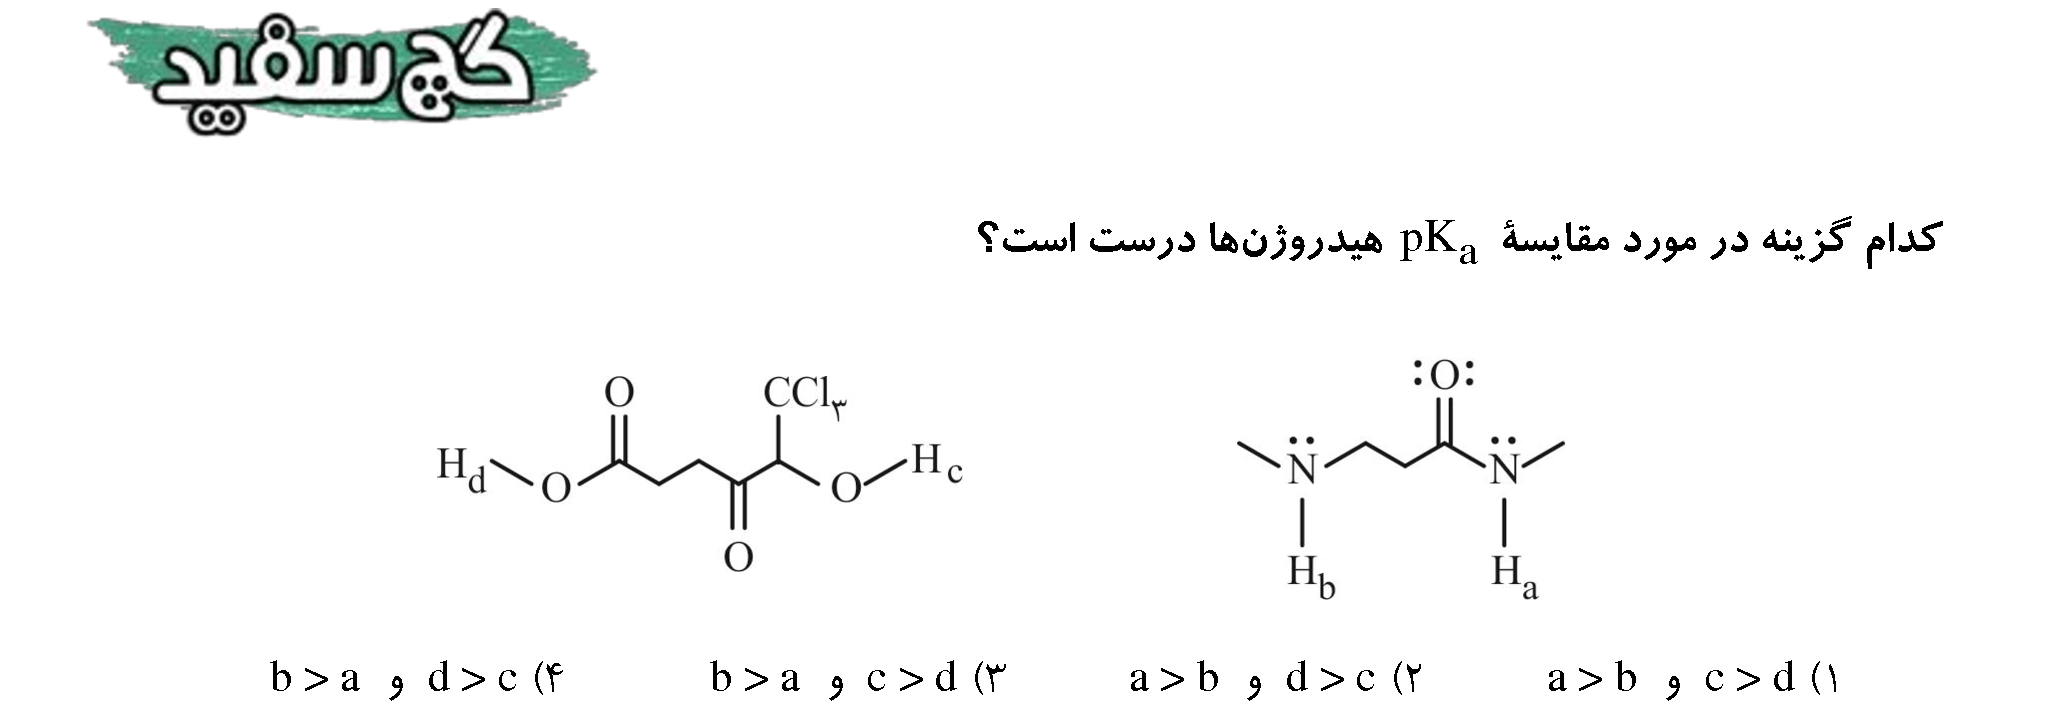 گچ سفید
کدام گزینه در مورد مقایسهٔ pKa هیدروژن‌ها درست است؟
O CCl۳ :O:
Hd O O Hc N N
O Hb Ha
۱) c > d و a > b ۲) d > c و a > b ۳) c > d و b > a ۴) d > c و b > a